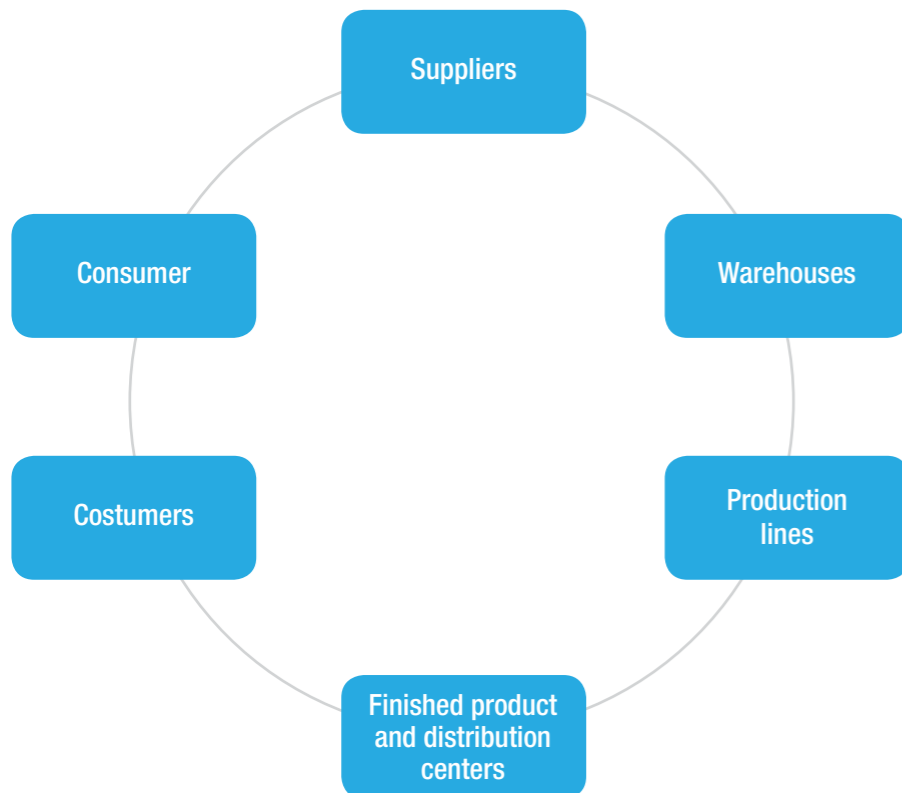 Suppliers
Consumer
Warehouses
Costumers
Production
lines
Finished product
and distribution
centers